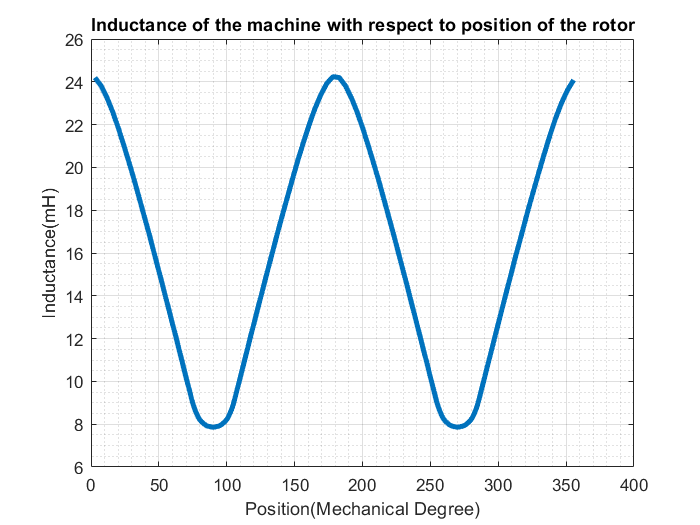 Inductance of the machine with respect to position of the rotor
26
24
22
20
18
16
14
12
10
8
6
Inductance(mH)
0 50 100 150 200 250 300 350 400
Position(Mechanical Degree)